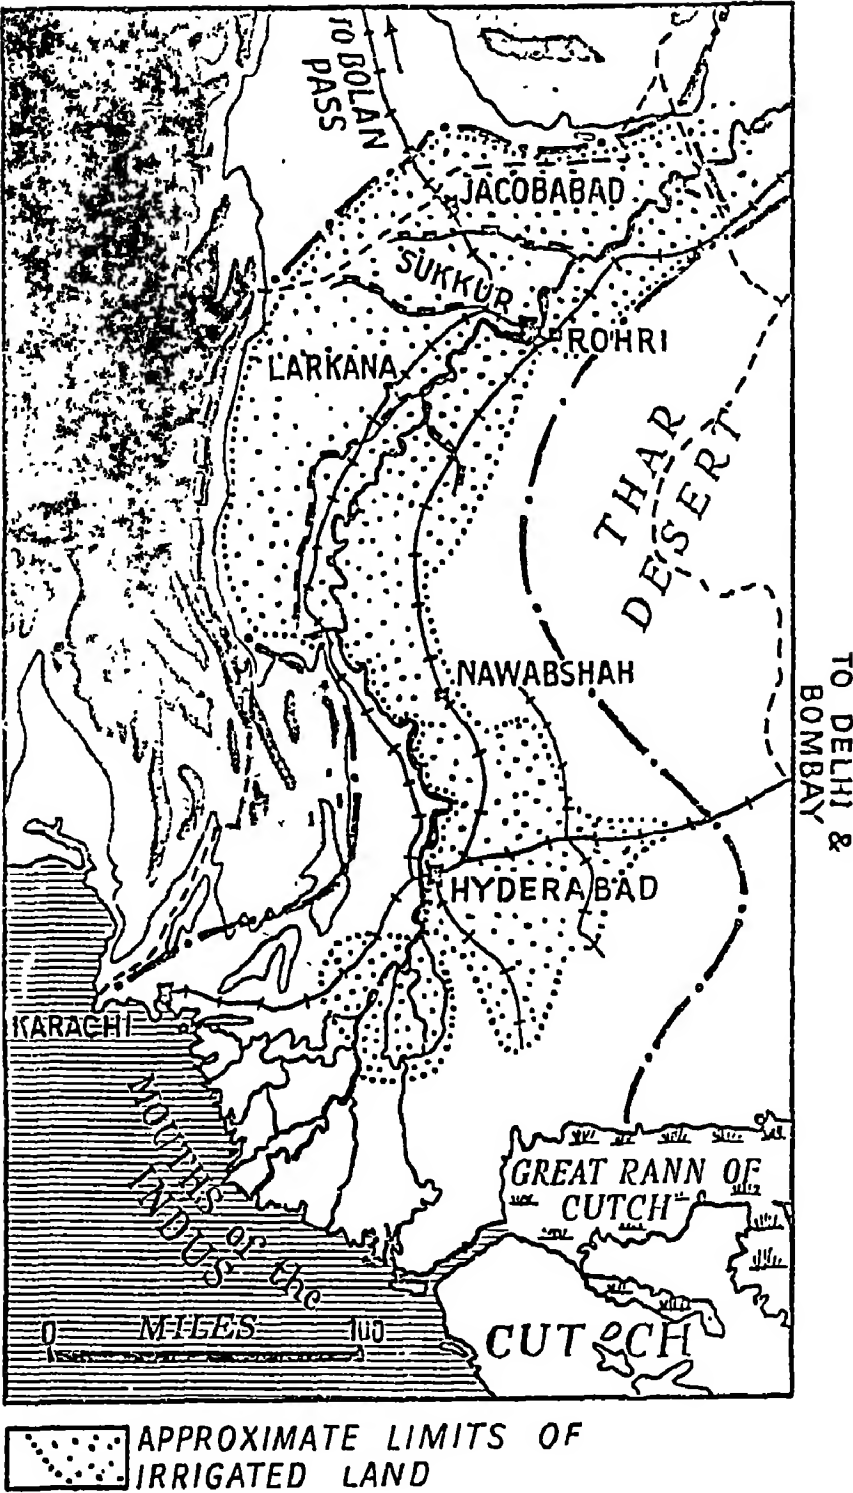 TO BOLAN
PASS
JACOBABAD
SUKKUR
ROHRI
LARKANA
THAR
DESERT
NAWABSHAH
TO DELHI &
BOMBAY
HYDERABAD
KARACHI
MOUTHS of the
INDUS
GREAT RANN OF
CUTCH
0 MILES 100
CUTCH
APPROXIMATE LIMITS OF
IRRIGATED LAND